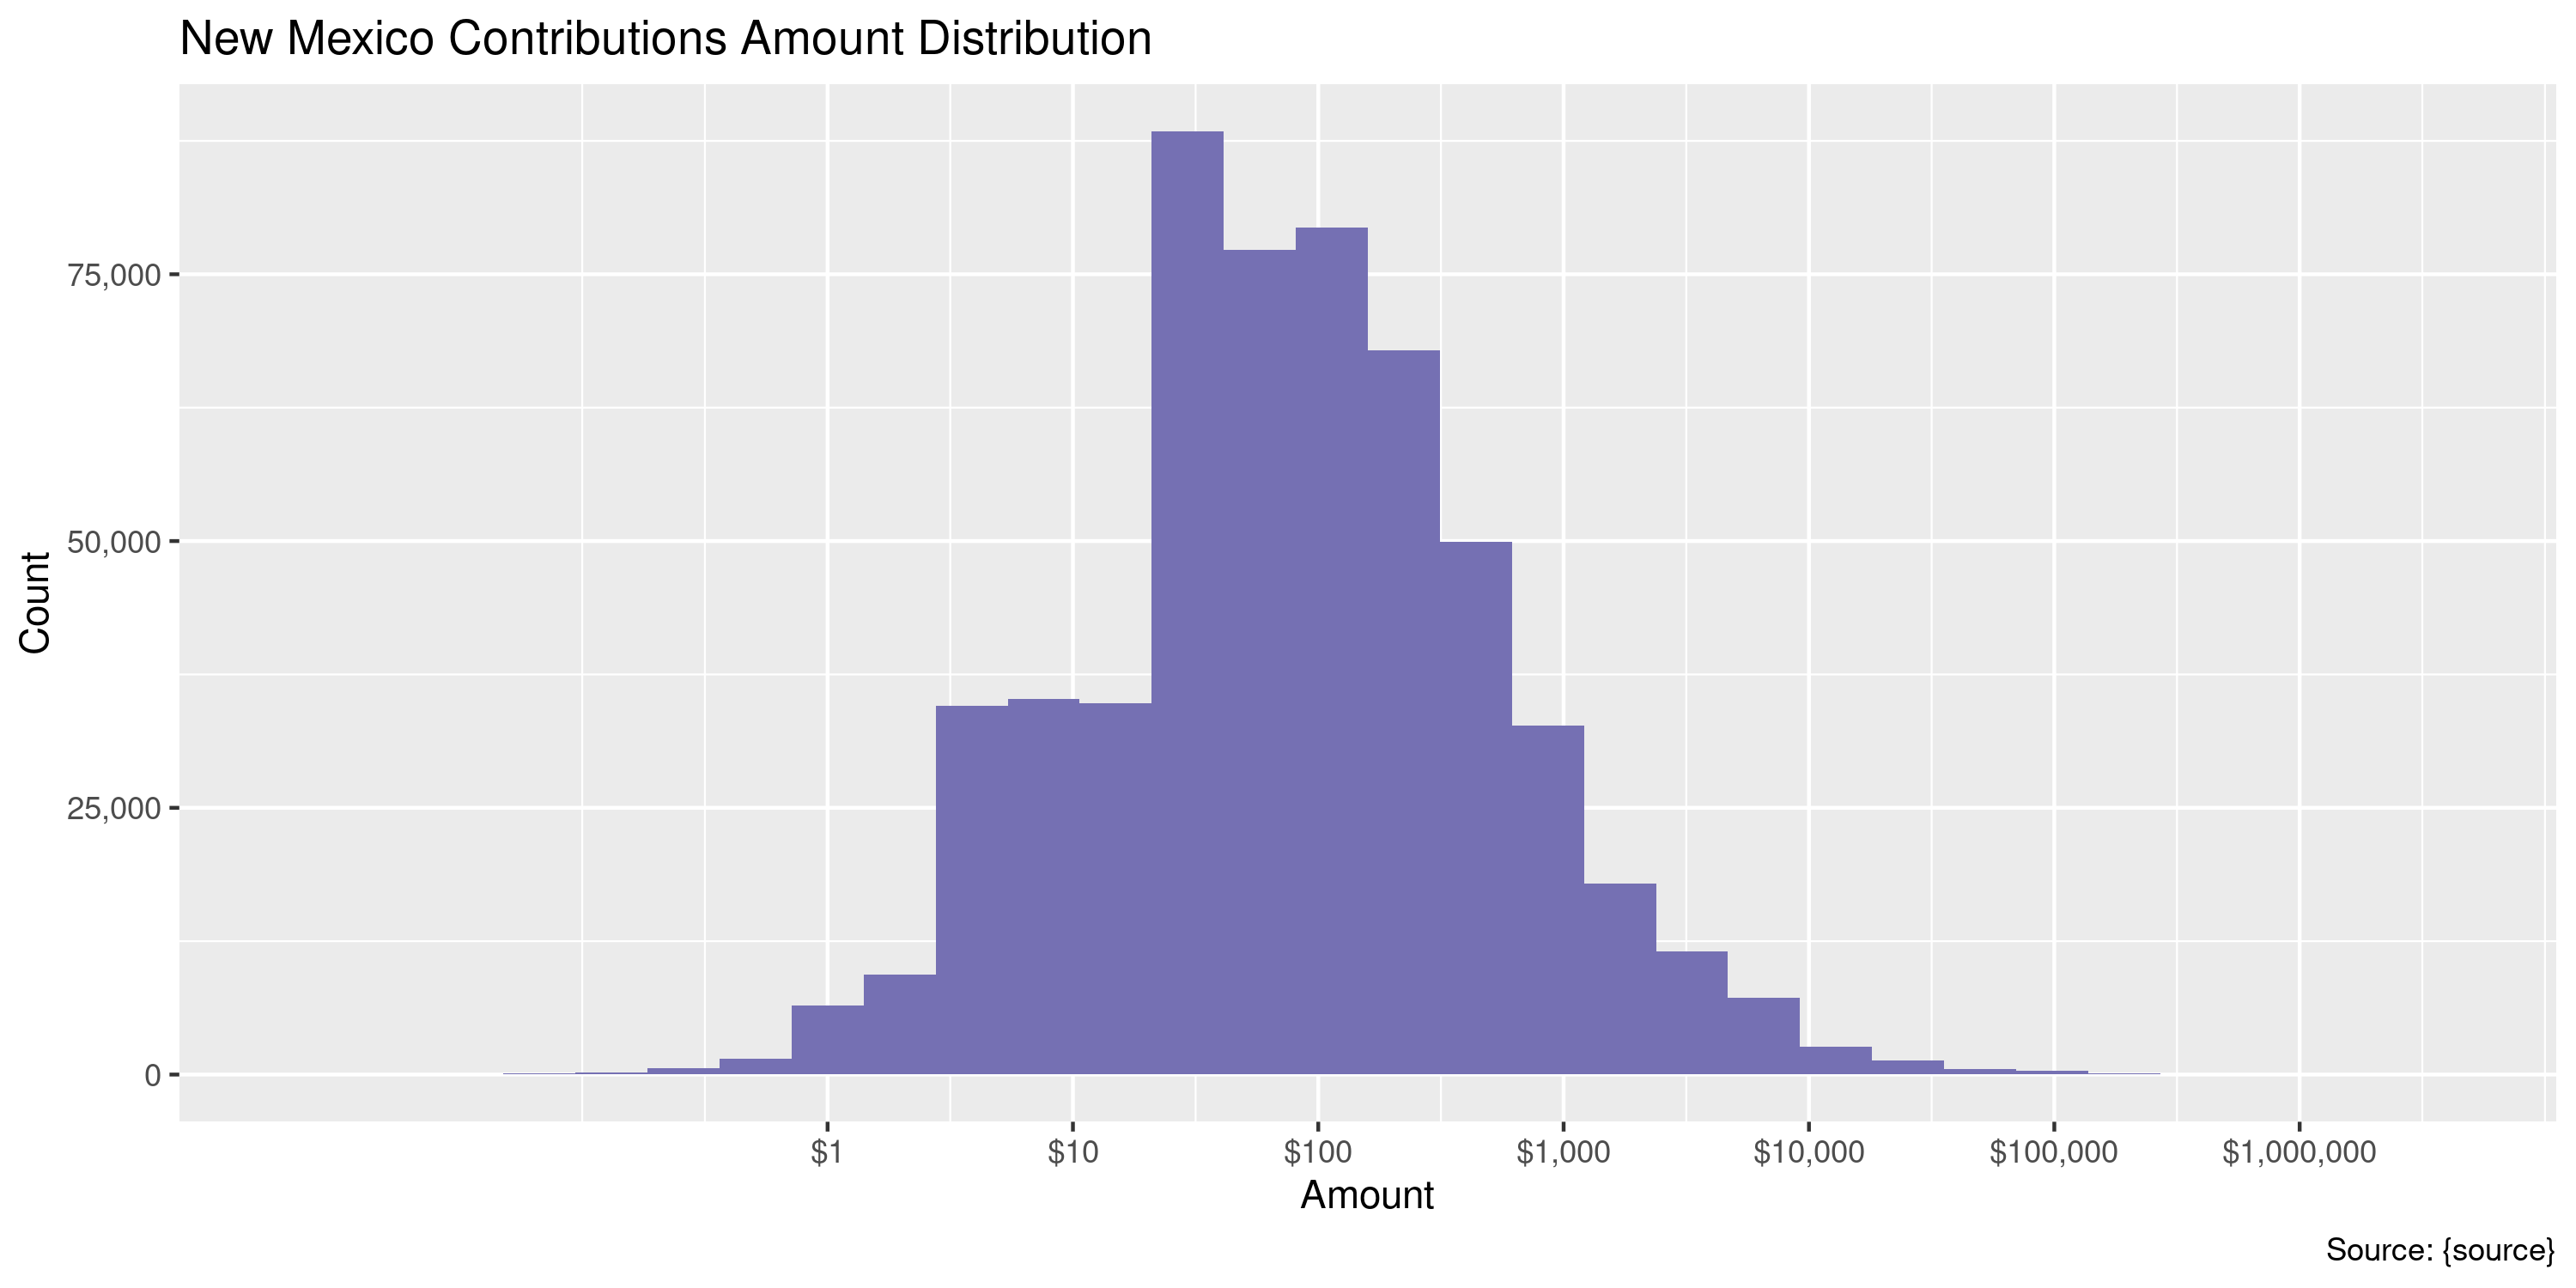 New Mexico Contributions Amount Distribution
Count
75,000
50,000
25,000
0
$1 $10 $100 $1,000 $10,000 $100,000 $1,000,000
Amount
Source: {source}